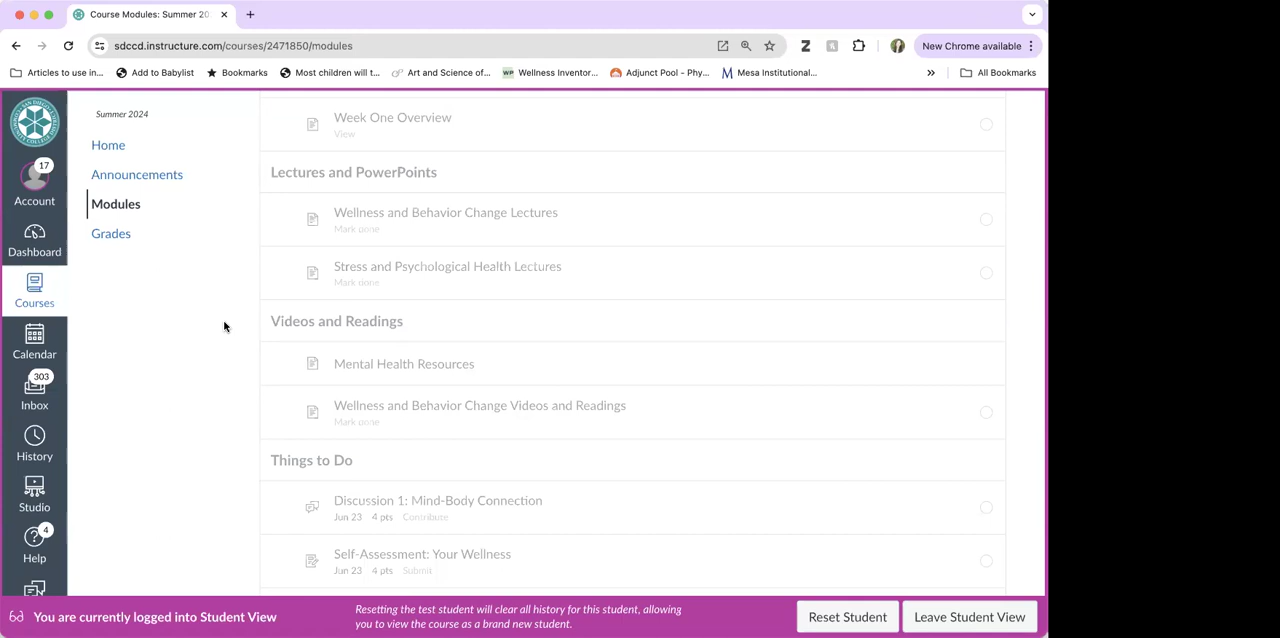 Course Modules: Summer 20
sdccd.instructure.com/courses/2471850/modules
New Chrome available
Articles to use in...
Add to Babylist
Bookmarks
Most children will t...
Art and Science of...
WP
Wellness Inventor...
Adjunct Pool - Phy...
Mesa Institutional...
All Bookmarks
17
Account
Dashboard
Courses
Calendar
303
Inbox
History
Studio
4
Help
Summer 2024
Home
Announcements
Modules
Grades
Week One Overview
View
Lectures and PowerPoints
Wellness and Behavior Change Lectures
Mark done
Stress and Psychological Health Lectures
Mark done
Videos and Readings
Mental Health Resources
Wellness and Behavior Change Videos and Readings
Mark done
Things to Do
Discussion 1: Mind-Body Connection
Jun 23 4 pts Contribute
Self-Assessment: Your Wellness
Jun 23 4 pts Submit
You are currently logged into Student View
Resetting the test student will clear all history for this student, allowing
you to view the course as a brand new student.
Reset Student
Leave Student View